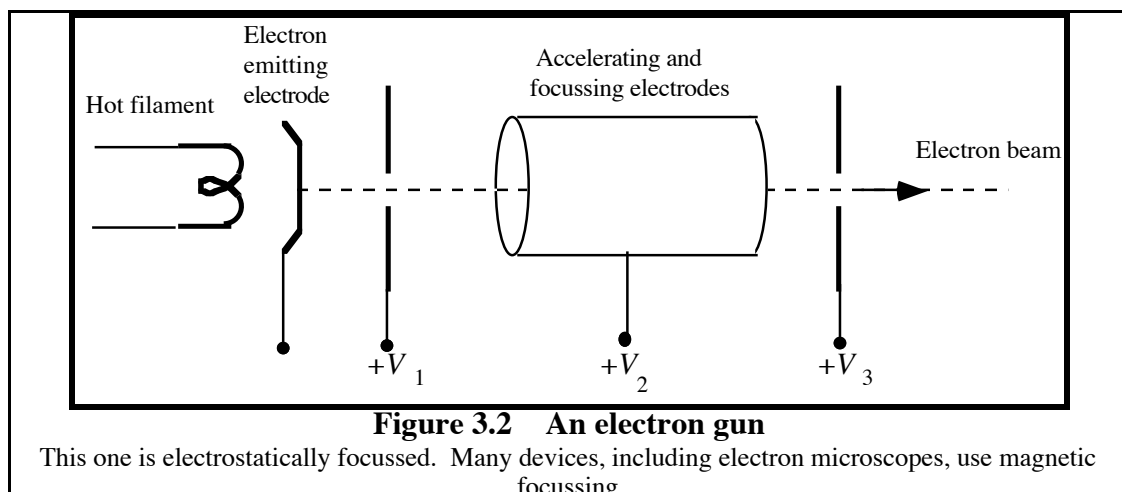 Electron
emitting
electrode
Hot filament
Accelerating and
focussing electrodes
Electron beam
+V 1
+V 2
+V 3
Figure 3.2 An electron gun
This one is electrostatically focussed. Many devices, including electron microscopes, use magnetic
focussing